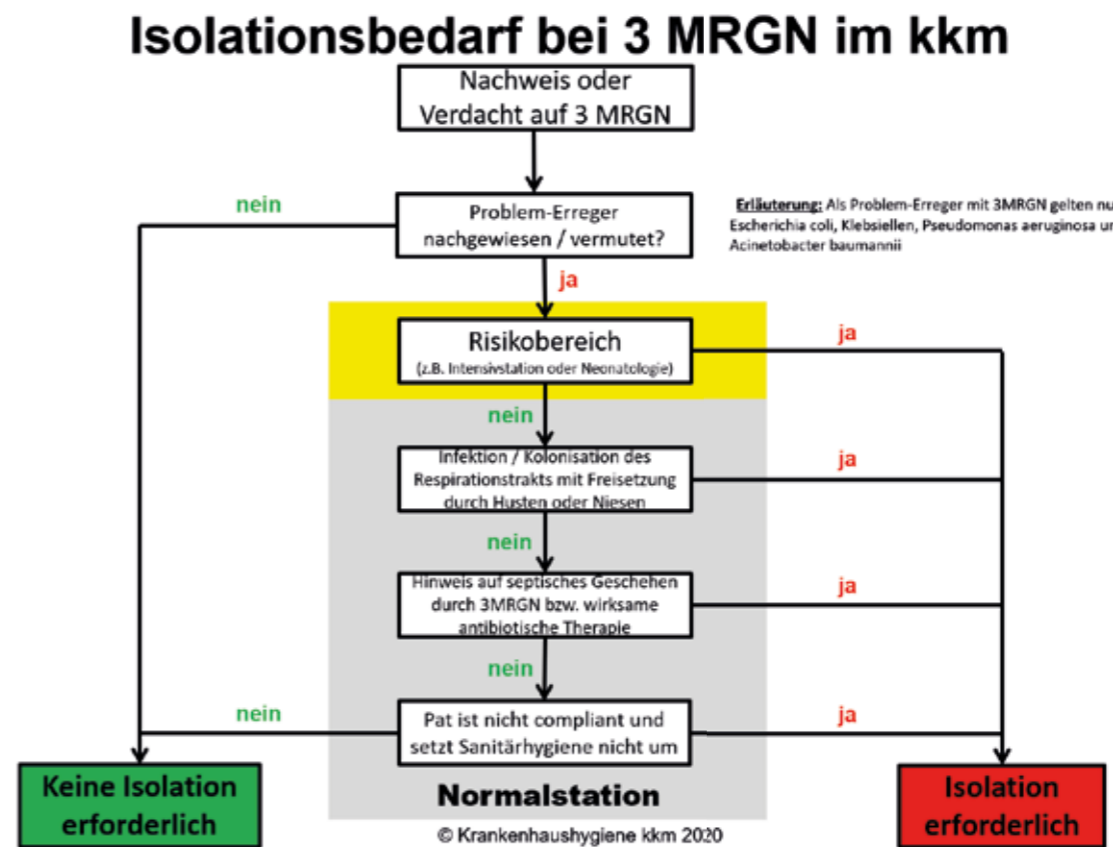 Isolationsbedarf bei 3 MRGN im kkm
Nachweis oder
Verdacht auf 3 MRGN
nein
Problem-Erreger
nachgewiesen / vermutet?
Erläuterung: Als Problem-Erreger mit 3MRGN gelten nu
Escherichia coli, Klebsiellen, Pseudomonas aeruginosa u
Acinetobacter baumannii
ja
Risikobereich
(z.B. Intensivstation oder Neonatologie)
ja
nein
Infektion / Kolonisation des
Respirationstrakts mit Freisetzung
durch Husten oder Niesen
ja
nein
Hinweis auf septisches Geschehen
durch 3MRGN bzw. wirksame
antibiotische Therapie
ja
nein
nein
Pat ist nicht compliant und
setzt Sanitärhygiene nicht um
ja
Keine Isolation
erforderlich
Normalstation
Isolation
erforderlich
© Krankenhaushygiene kkm 2020